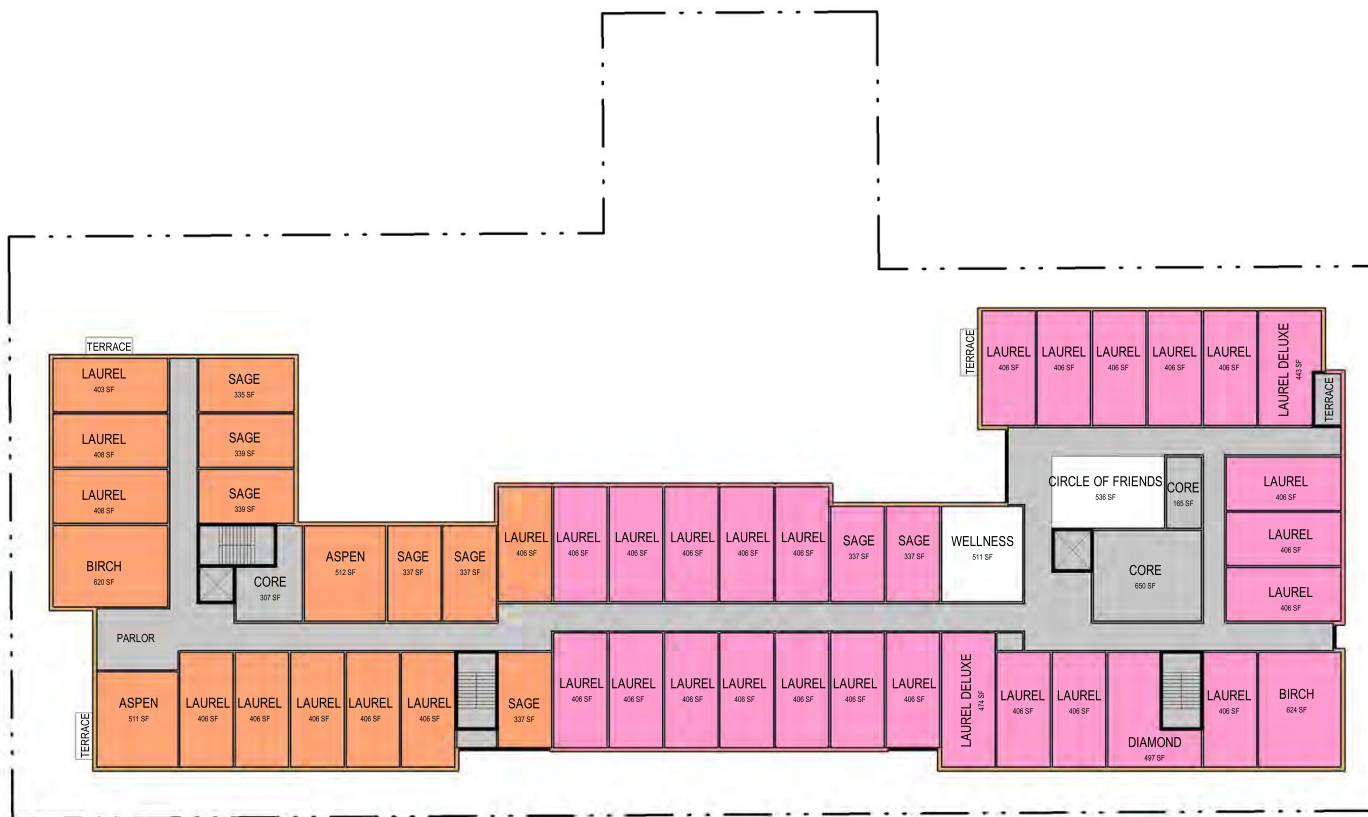 TERRACE
LAUREL
403 SF
SAGE
335 SF
LAUREL
408 SF
SAGE
339 SF
LAUREL
408 SF
SAGE
339 SF
BIRCH
620 SF
CORE
307 SF
ASPEN
512 SF
SAGE
337 SF
SAGE
337 SF
LAUREL
406 SF
LAUREL
406 SF
LAUREL
406 SF
LAUREL
406 SF
LAUREL
406 SF
LAUREL
406 SF
SAGE
337 SF
SAGE
337 SF
WELLNESS
511 SF
TERRACE
LAUREL
406 SF
LAUREL
406 SF
LAUREL
406 SF
LAUREL
406 SF
LAUREL
406 SF
LAUREL DELUXE
443 SF
TERRACE
CIRCLE OF FRIENDS
536 SF
CORE
165 SF
CORE
650 SF
LAUREL
406 SF
LAUREL
406 SF
LAUREL
406 SF
PARLOR
TERRACE
ASPEN
511 SF
LAUREL
406 SF
LAUREL
406 SF
LAUREL
406 SF
LAUREL
406 SF
LAUREL
406 SF
SAGE
337 SF
LAUREL
406 SF
LAUREL
406 SF
LAUREL
406 SF
LAUREL
406 SF
LAUREL
406 SF
LAUREL
406 SF
LAUREL
406 SF
LAUREL DELUXE
474 SF
LAUREL
406 SF
LAUREL
406 SF
DIAMOND
497 SF
LAUREL
406 SF
BIRCH
624 SF